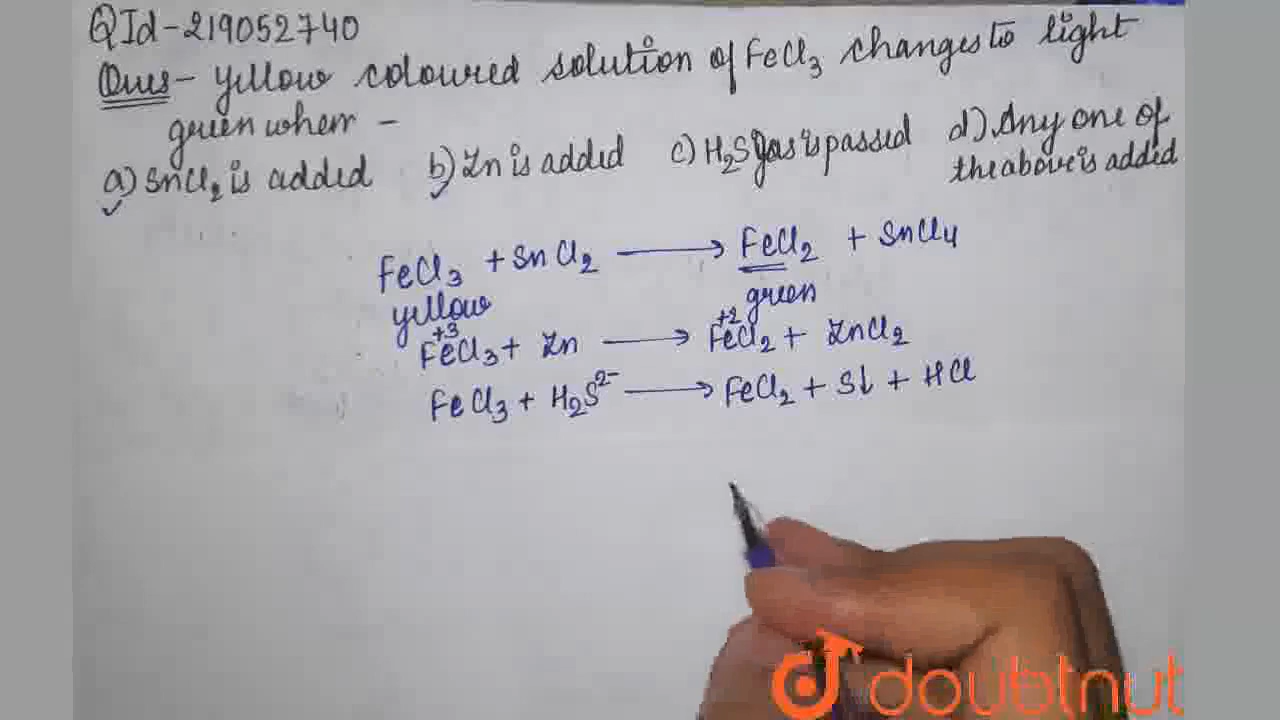 QId-219052740
Ques- Yellow coloured solution of FeCl3 changes to light
green when -
a) SnCl2 is added b) Zn is added c) H2S gas is passed d) Any one of
the above is added
FeCl3 + SnCl2 ⟶ FeCl2 + SnCl4
yellow green
+3 +2
FeCl3 + Zn ⟶ FeCl2 + ZnCl2
FeCl3 + H2S2- ⟶ FeCl2 + S↓ + HCl
doubtnut